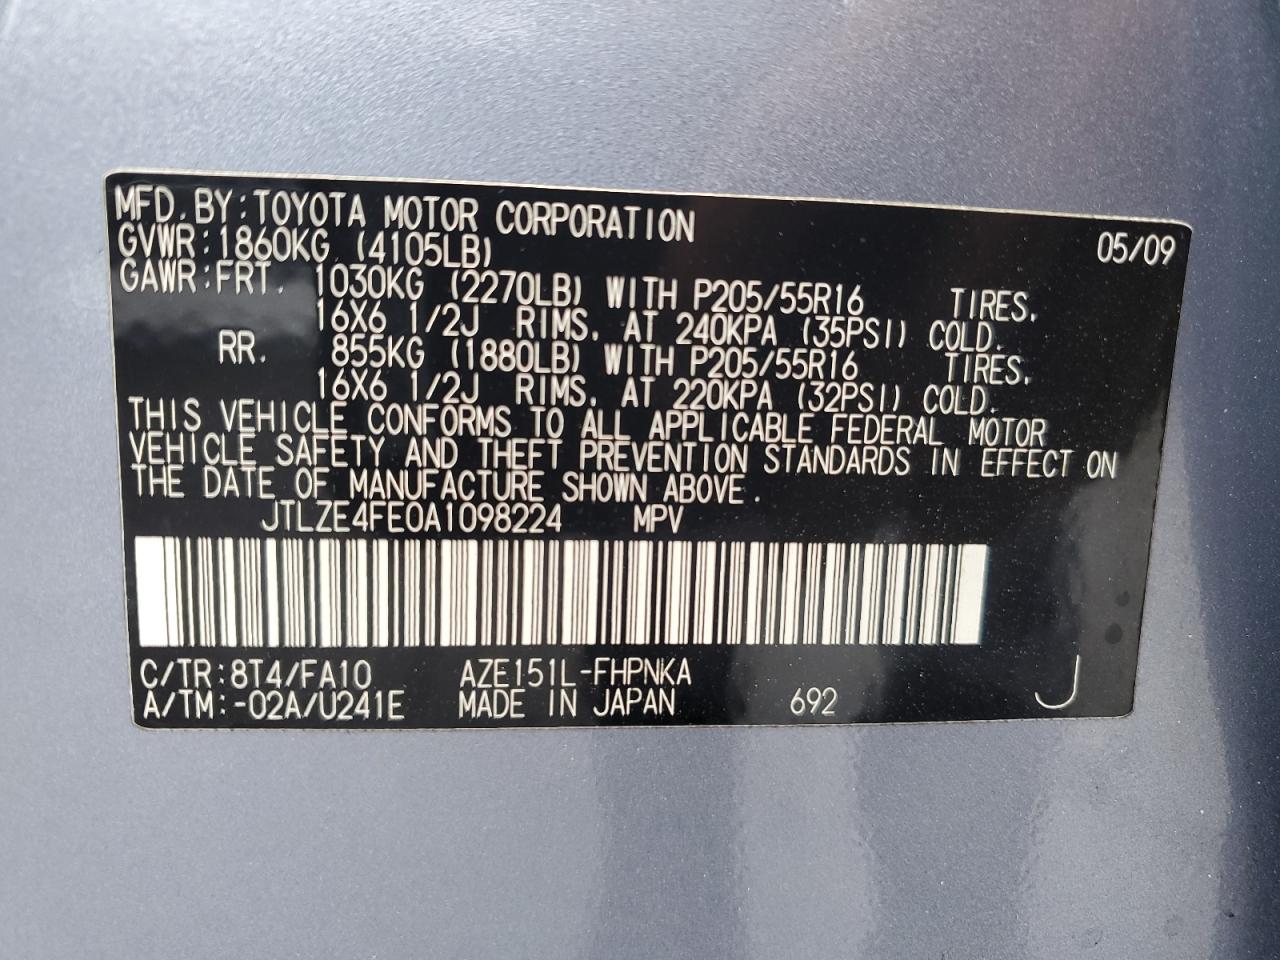 MFD. BY: TOYOTA MOTOR CORPORATION 05/09
GVWR: 1860KG (4105LB)
GAWR: FRT. 1030KG (2270LB) WITH P205/55R16 TIRES.
16X6 1/2J RIMS. AT 240KPA (35PSI) COLD.
RR. 855KG (1880LB) WITH P205/55R16 TIRES.
16X6 1/2J RIMS. AT 220KPA (32PSI) COLD.
THIS VEHICLE CONFORMS TO ALL APPLICABLE FEDERAL MOTOR
VEHICLE SAFETY AND THEFT PREVENTION STANDARDS IN EFFECT ON
THE DATE OF MANUFACTURE SHOWN ABOVE.
JTLZE4FE0A1098224 MPV
C/TR: 8T4/FA10 AZE151L-FHPNKA
A/TM: -02A/U241E MADE IN JAPAN 692 J